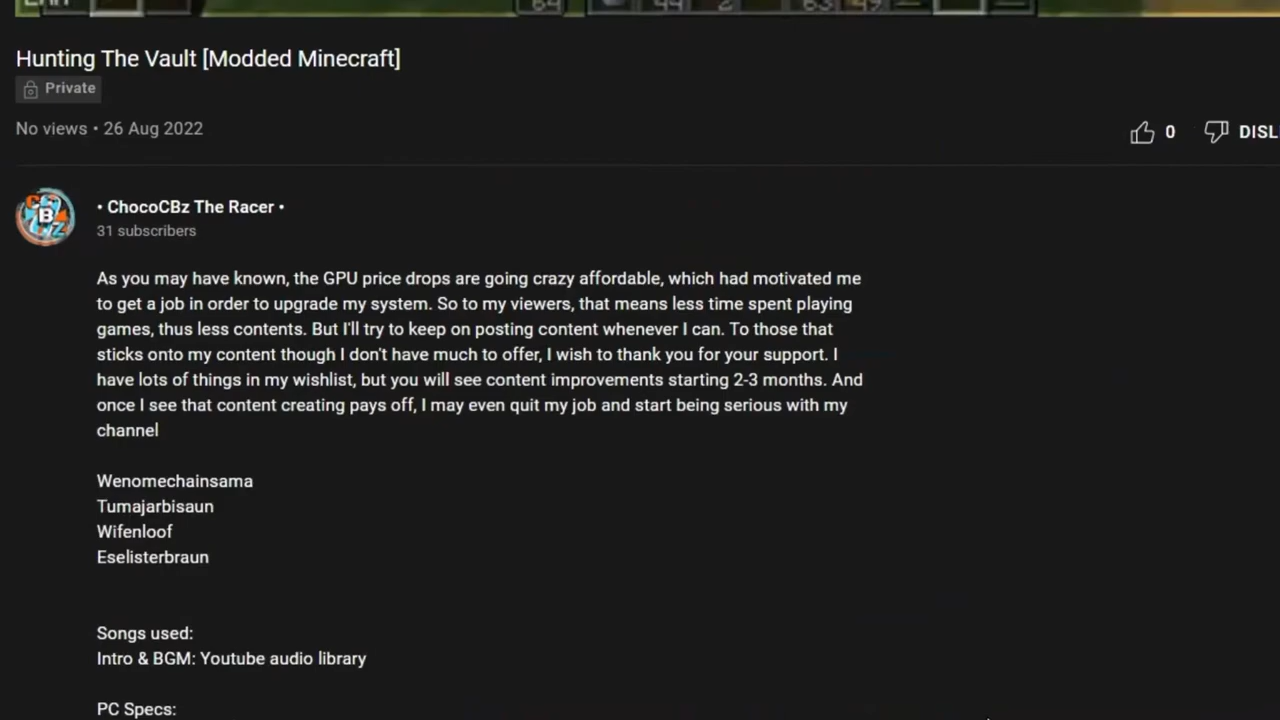 64 44 2 63 49
Hunting The Vault [Modded Minecraft]
Private
No views • 26 Aug 2022
0 DISL
• ChocoCBz The Racer •
31 subscribers
As you may have known, the GPU price drops are going crazy affordable, which had motivated me
to get a job in order to upgrade my system. So to my viewers, that means less time spent playing
games, thus less contents. But I'll try to keep on posting content whenever I can. To those that
sticks onto my content though I don't have much to offer, I wish to thank you for your support. I
have lots of things in my wishlist, but you will see content improvements starting 2-3 months. And
once I see that content creating pays off, I may even quit my job and start being serious with my
channel
Wenomechainsama
Tumajarbisaun
Wifenloof
Eselisterbraun
Songs used:
Intro & BGM: Youtube audio library
PC Specs: